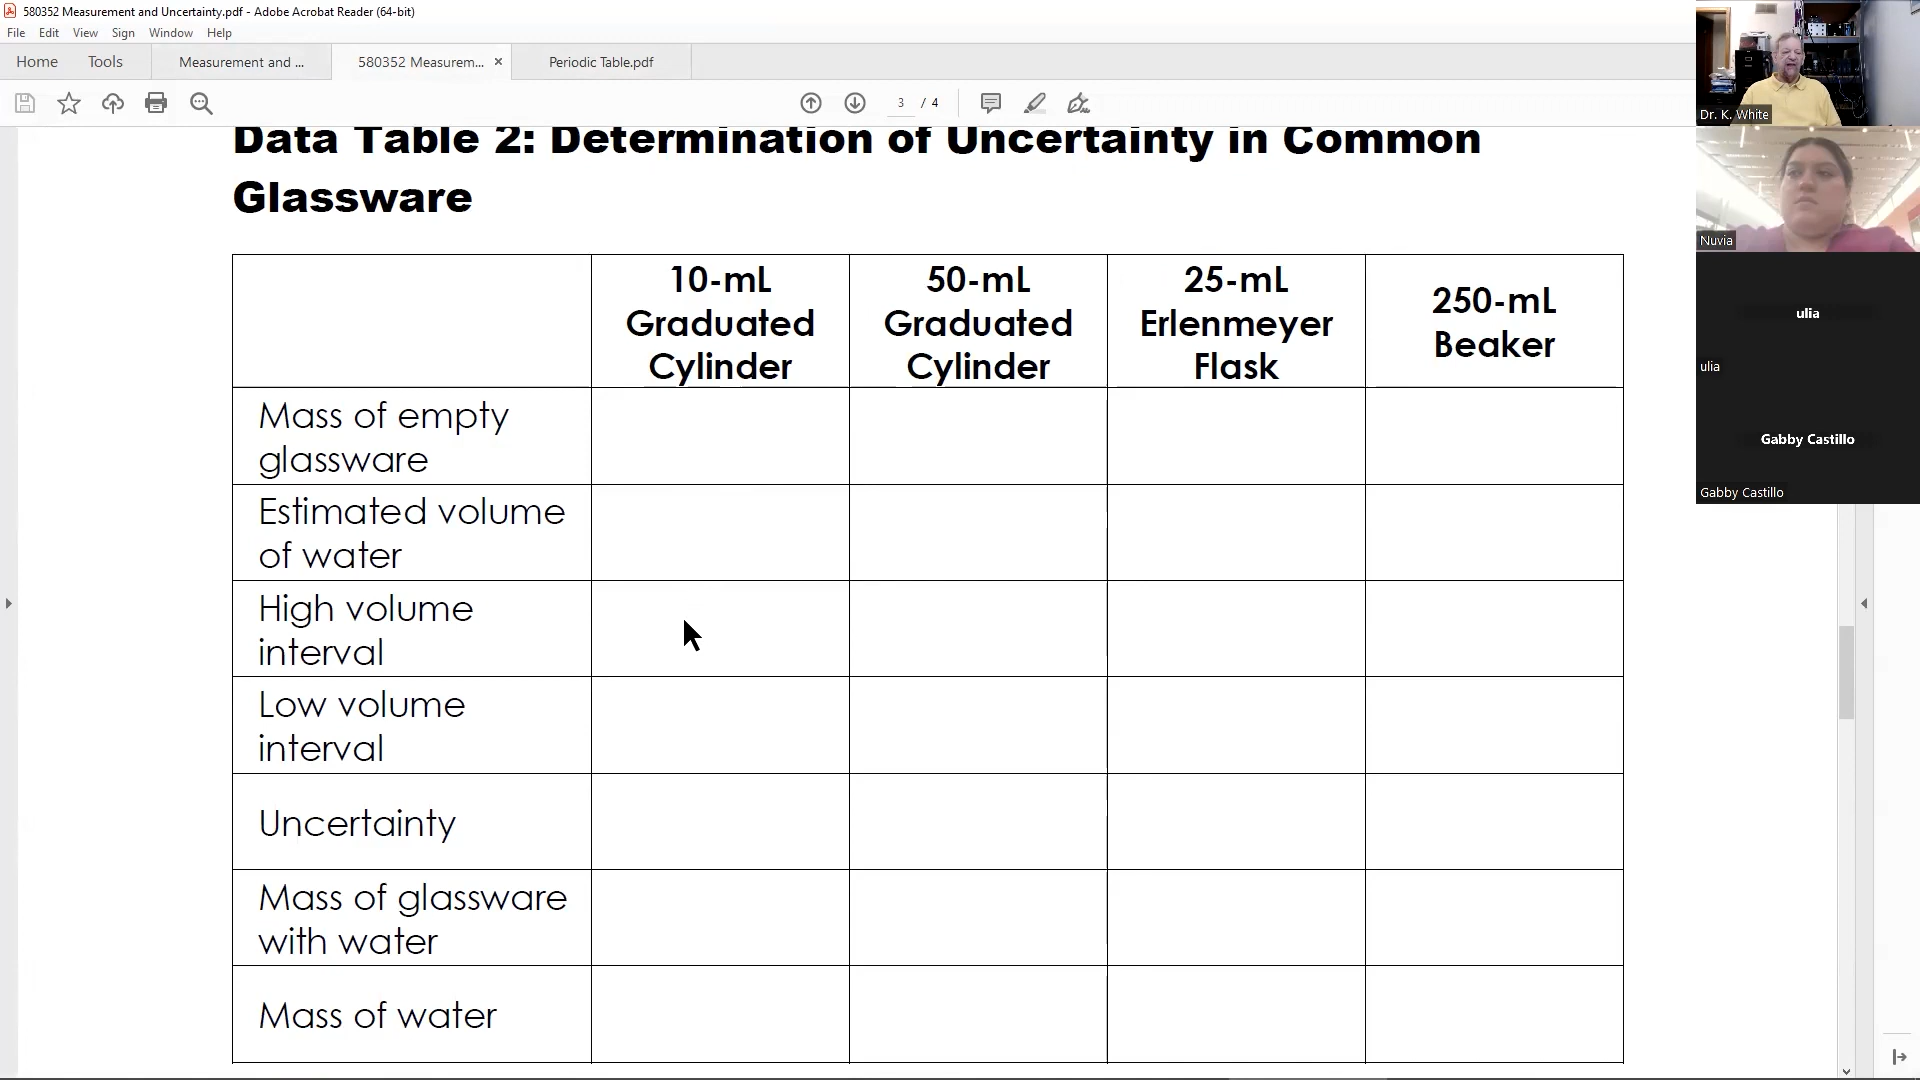 580352 Measurement and Uncertainty.pdf - Adobe Acrobat Reader (64-bit)
File Edit View Sign Window Help
Home Tools Measurement and ... 580352 Measurem... × Periodic Table.pdf
3 / 4
Data Table 2: Determination of Uncertainty in Common
Glassware
10-mL
Graduated
Cylinder
50-mL
Graduated
Cylinder
25-mL
Erlenmeyer
Flask
250-mL
Beaker
Mass of empty
glassware
Estimated volume
of water
High volume
interval
Low volume
interval
Uncertainty
Mass of glassware
with water
Mass of water
Dr. K. White
Nuvia
ulia
ulia
Gabby Castillo
Gabby Castillo